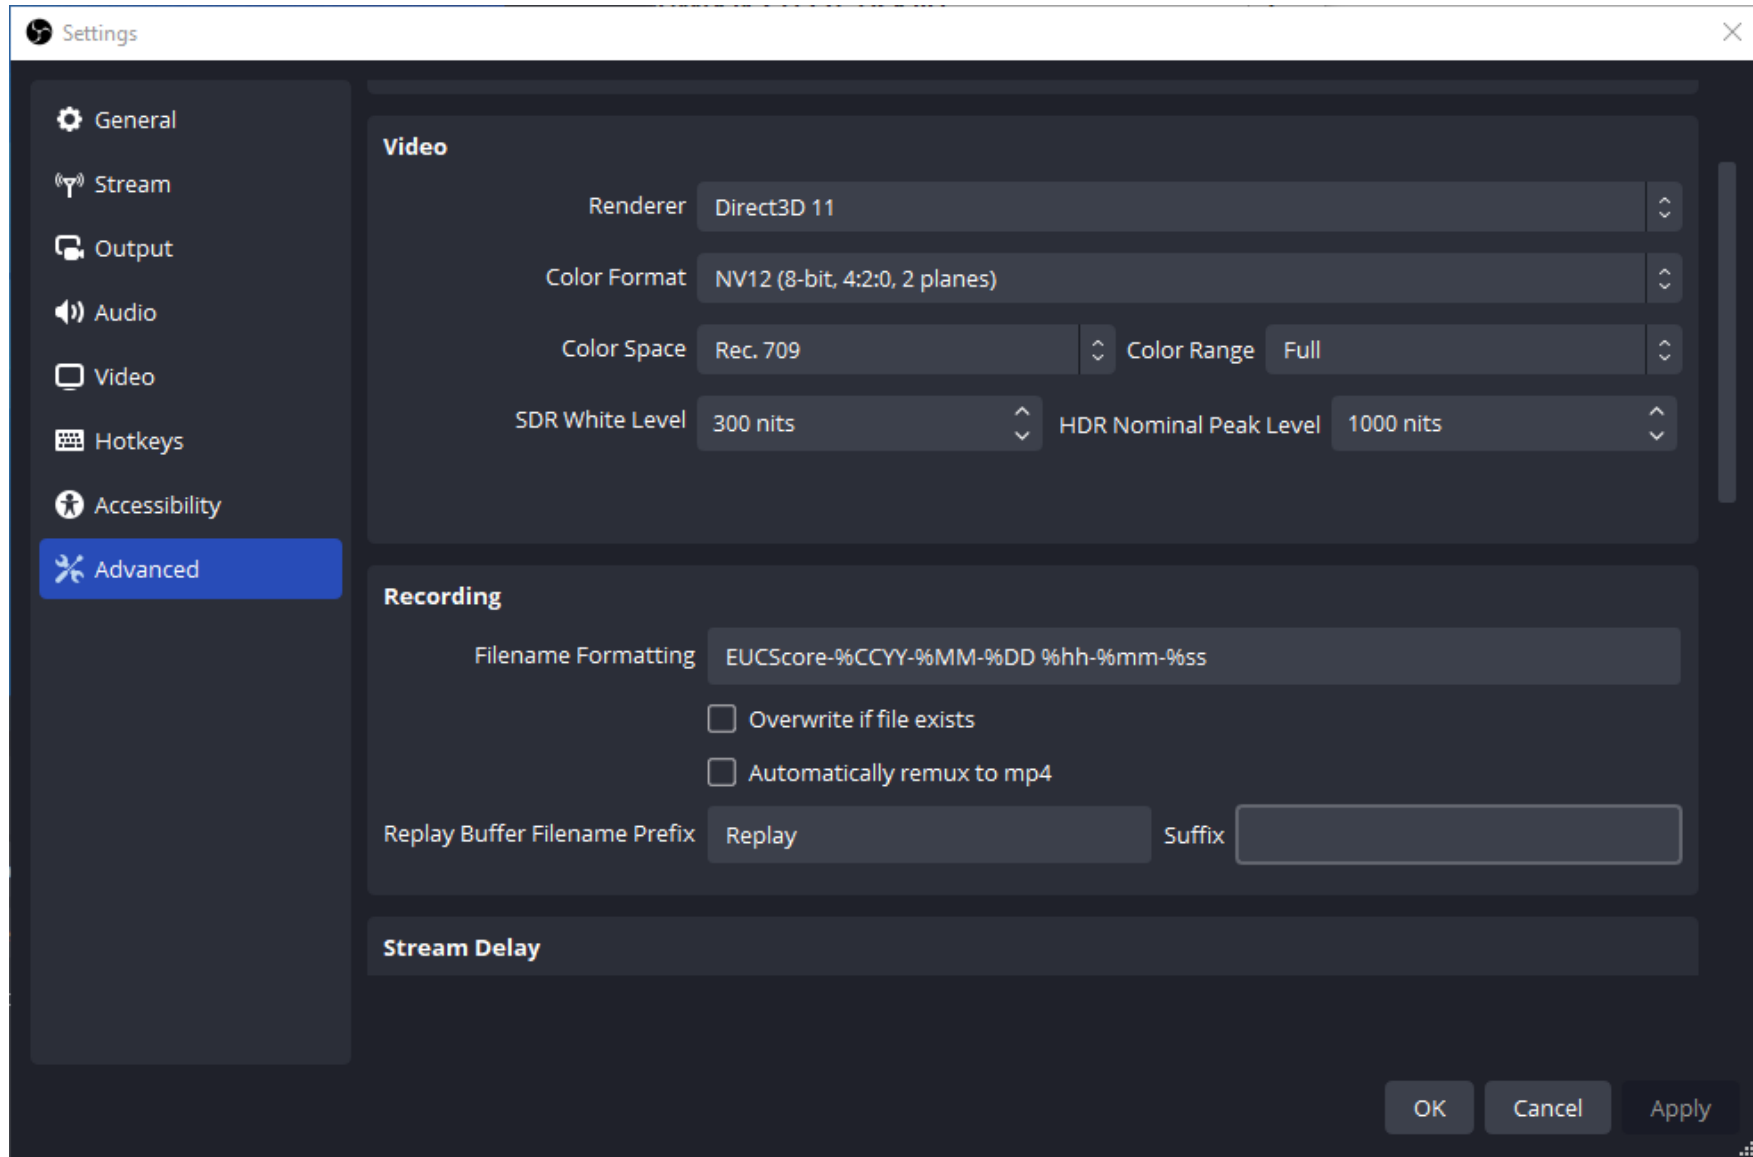 Settings
General
Stream
Output
Audio
Video
Hotkeys
Accessibility
Advanced
Video
Renderer Direct3D 11
Color Format NV12 (8-bit, 4:2:0, 2 planes)
Color Space Rec. 709 Color Range Full
SDR White Level 300 nits HDR Nominal Peak Level 1000 nits
Recording
Filename Formatting EUCScore-%CCYY-%MM-%DD %hh-%mm-%ss
Overwrite if file exists
Automatically remux to mp4
Replay Buffer Filename Prefix Replay Suffix
Stream Delay
OK Cancel Apply